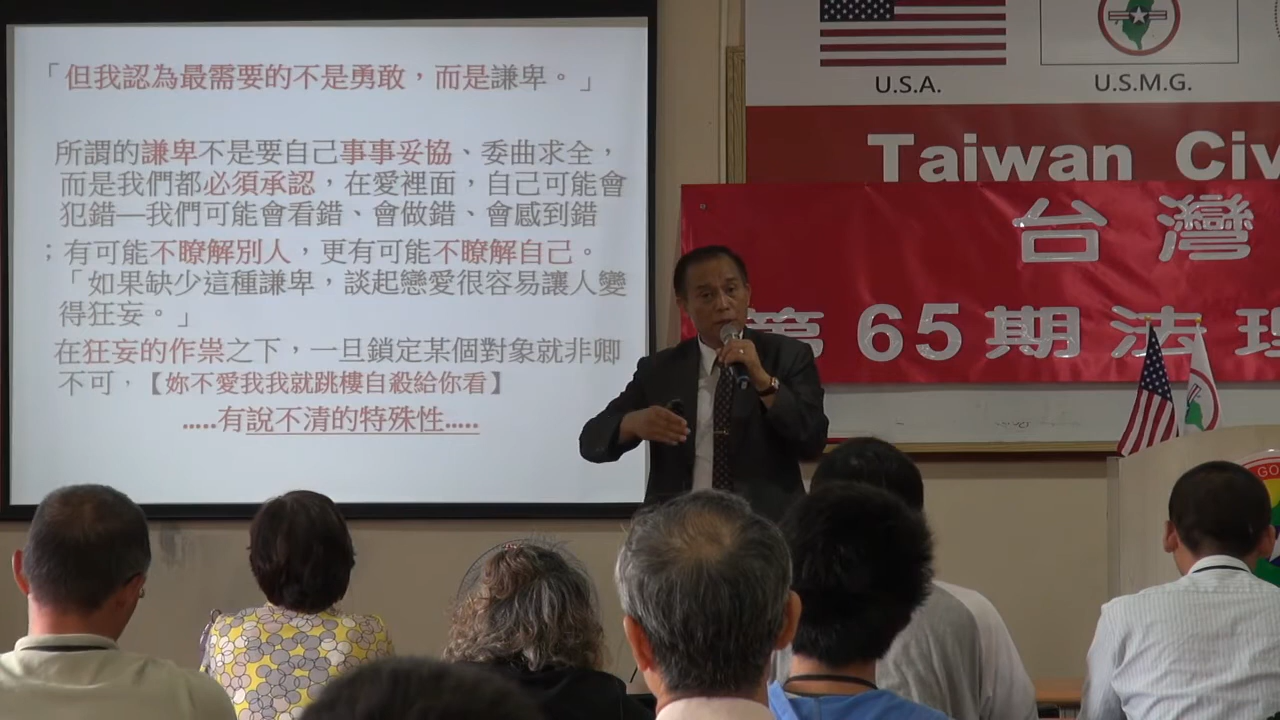 「但我認為最需要的不是勇敢，而是謙卑。」
所謂的謙卑不是要自己事事妥協、委曲求全，
而是我們都必須承認，在愛裡面，自己可能會
犯錯—我們可能會看錯、會做錯、會感到錯
；有可能不瞭解別人，更有可能不瞭解自己。
「如果缺少這種謙卑，談起戀愛很容易讓人變
得狂妄。」
在狂妄的作祟之下，一旦鎖定某個對象就非卿
不可，【妳不愛我我就跳樓自殺給你看】
.....有說不清的特殊性.....
U.S.A.
U.S.M.G.
Taiwan Civ
台灣
第65期法理
GO